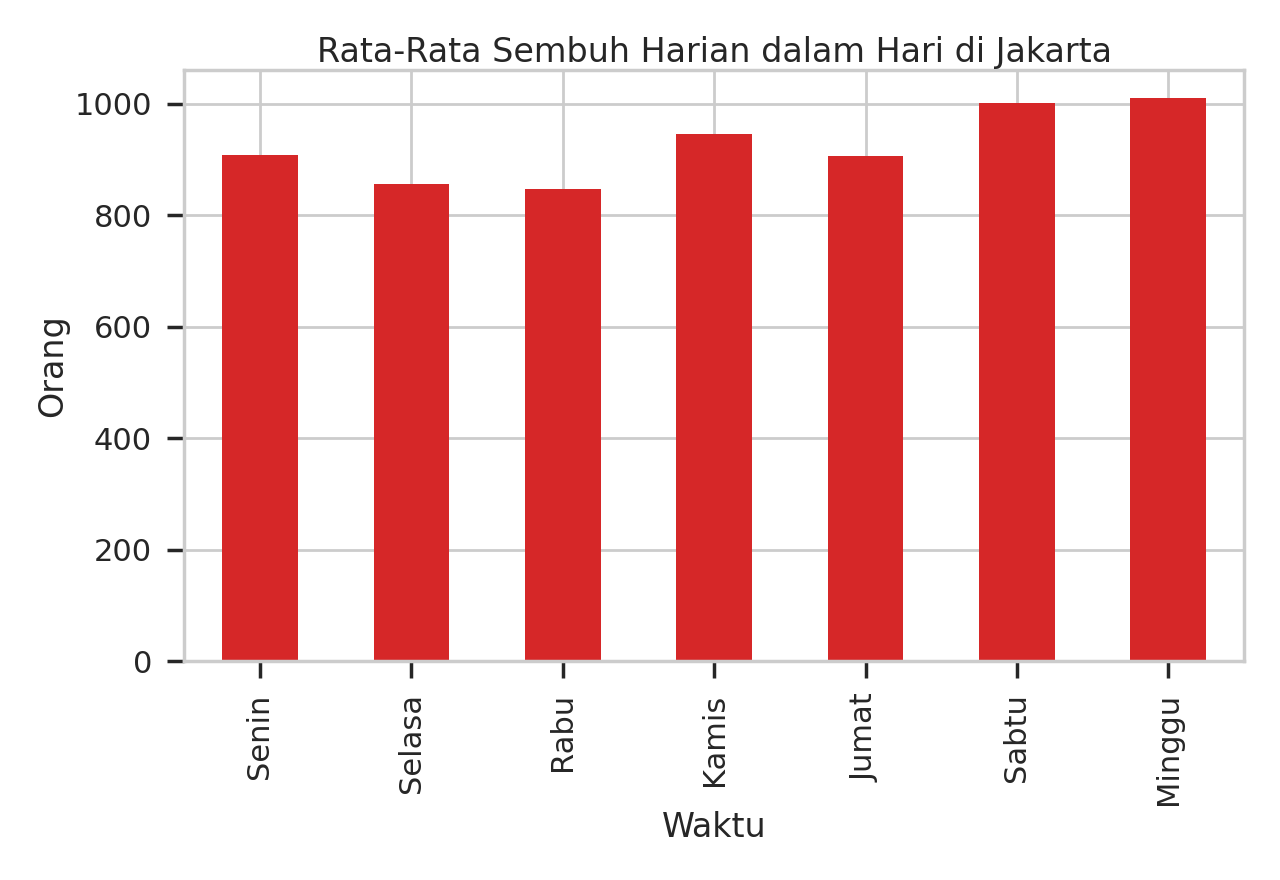 Rata-Rata Sembuh Harian dalam Hari di Jakarta
Orang
1000
800
600
400
200
0
Senin
Selasa
Rabu
Kamis
Jumat
Sabtu
Minggu
Waktu